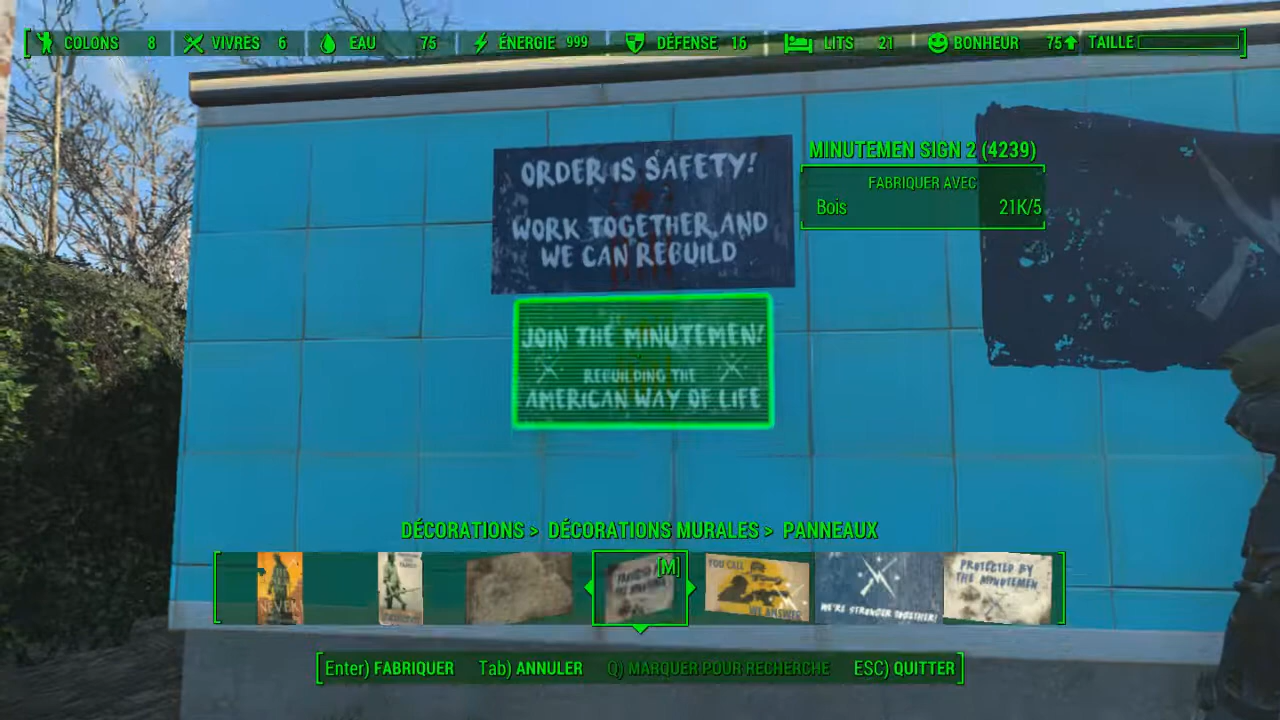 COLONS 8 VIVRES 6 EAU 75 ÉNERGIE 999 DÉFENSE 16 LITS 21 BONHEUR 75 TAILLE
ORDER IS SAFETY!
WORK TOGETHER AND
WE CAN REBUILD
MINUTEMEN SIGN 2 (4239)
FABRIQUER AVEC
Bois 21K/5
JOIN THE MINUTEMEN!
REBUILDING THE
AMERICAN WAY OF LIFE
DÉCORATIONS > DÉCORATIONS MURALES > PANNEAUX
NEVER
[M]
YOU CALL
WE ANSWER
WE'RE STRONGER TOGETHER!
PROTECTED BY
THE MINUTEMEN
Enter) FABRIQUER Tab) ANNULER Q) MARQUER POUR RECHERCHE ESC) QUITTER